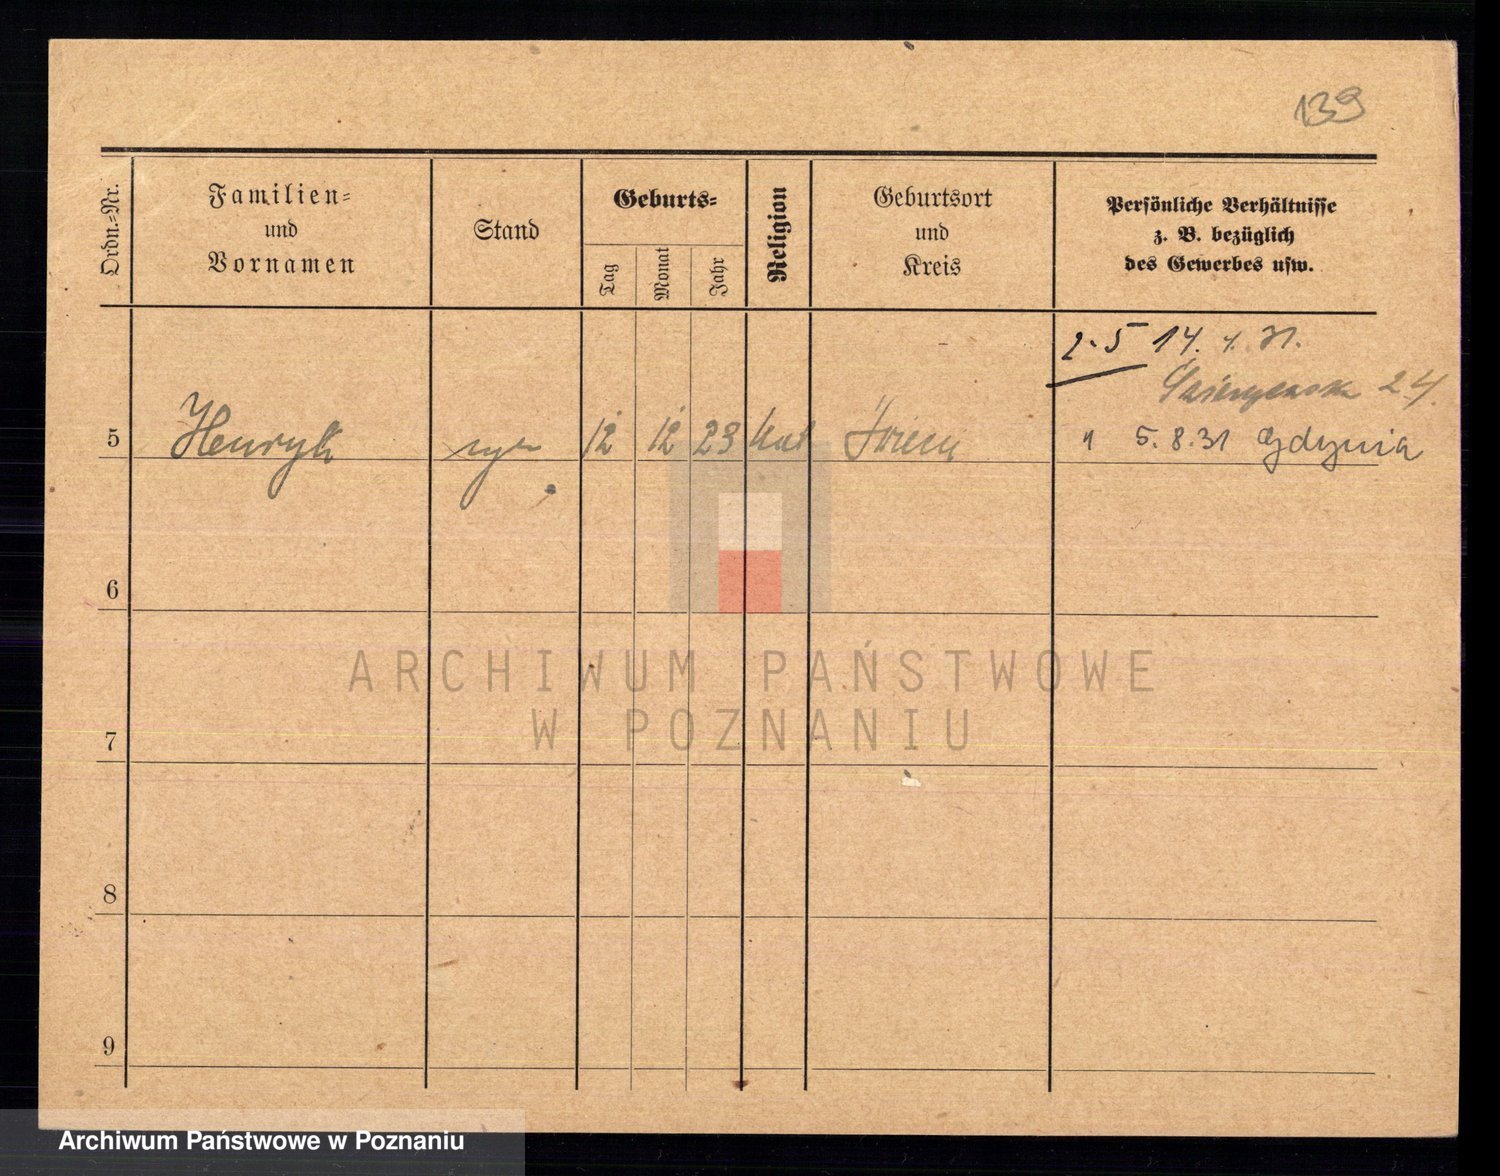 139
Ordn.=Nr.
Familien=
und
Vornamen
Stand
Geburts=
Tag
Monat
Jahr
Religion
Geburtsort
und
Kreis
Persönliche Verhältnisse
z. B. bezüglich
des Gewerbes usw.
2-5 14. 4. 31.
24.
5 Henryk syn 12 12 23 kat Śrem 5.8.31 Gdynia
6
7
8
9
ARCHIWUM PAŃSTWOWE
W POZNANIU
Archiwum Państwowe w Poznaniu